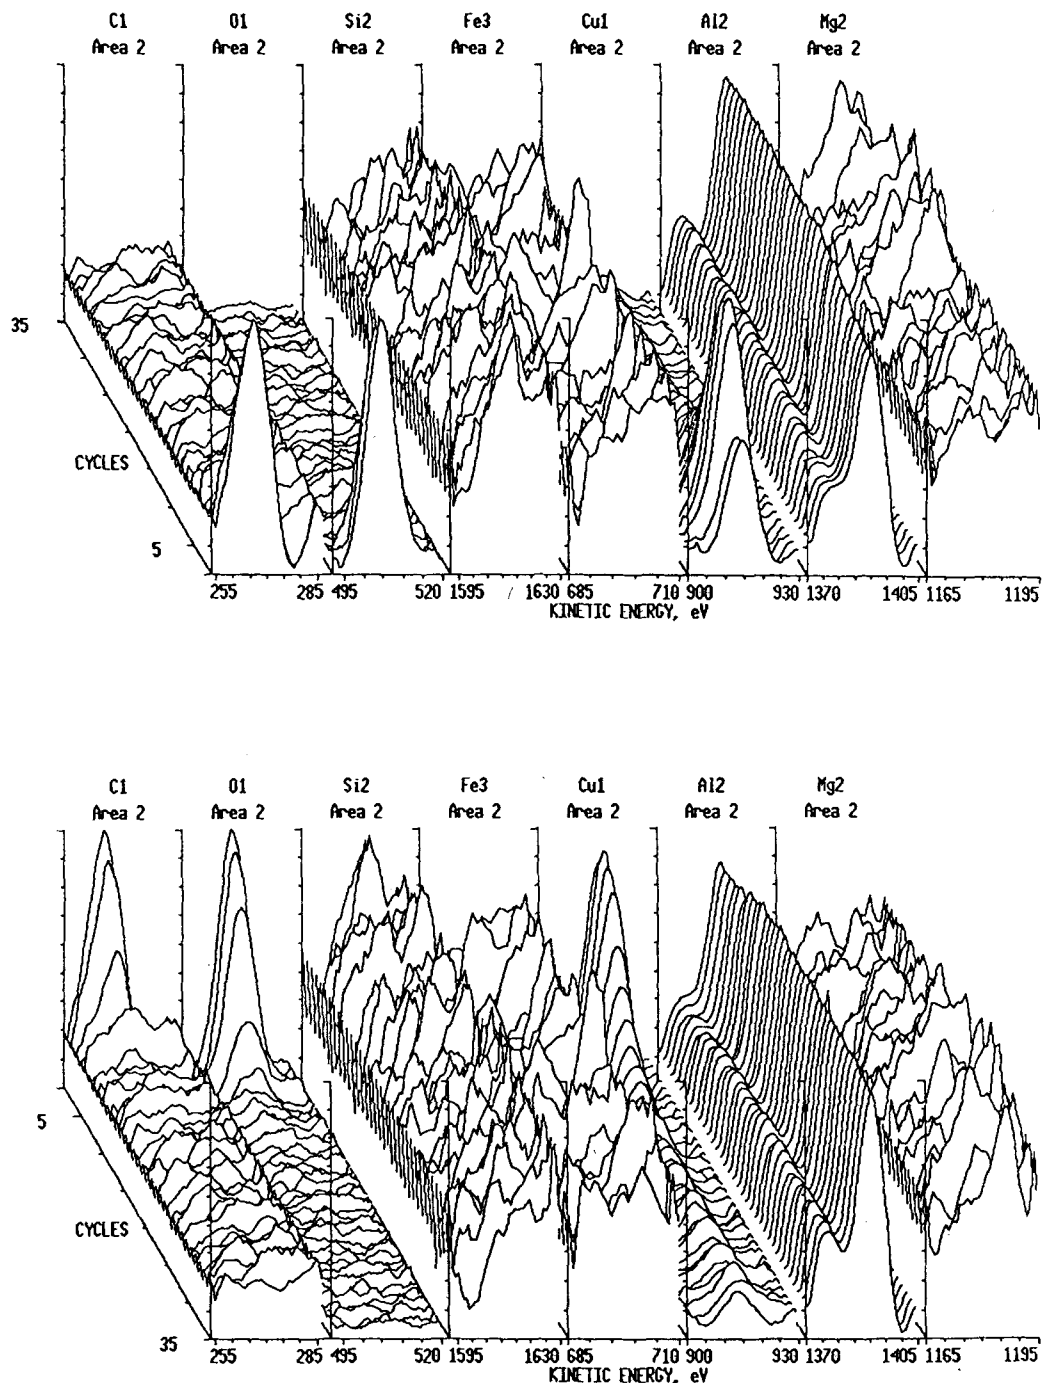 C1 O1 Si2 Fe3 Cu1 Al2 Mg2
Area 2 Area 2 Area 2 Area 2 Area 2 Area 2 Area 2
35
CYCLES
5
255 285 495 520 1595 1630 685 710 900 930 1370 1405 1165 1195
KINETIC ENERGY, eV
C1 O1 Si2 Fe3 Cu1 Al2 Mg2
Area 2 Area 2 Area 2 Area 2 Area 2 Area 2 Area 2
5
CYCLES
35
255 285 495 520 1595 1630 685 710 900 930 1370 1405 1165 1195
KINETIC ENERGY, eV